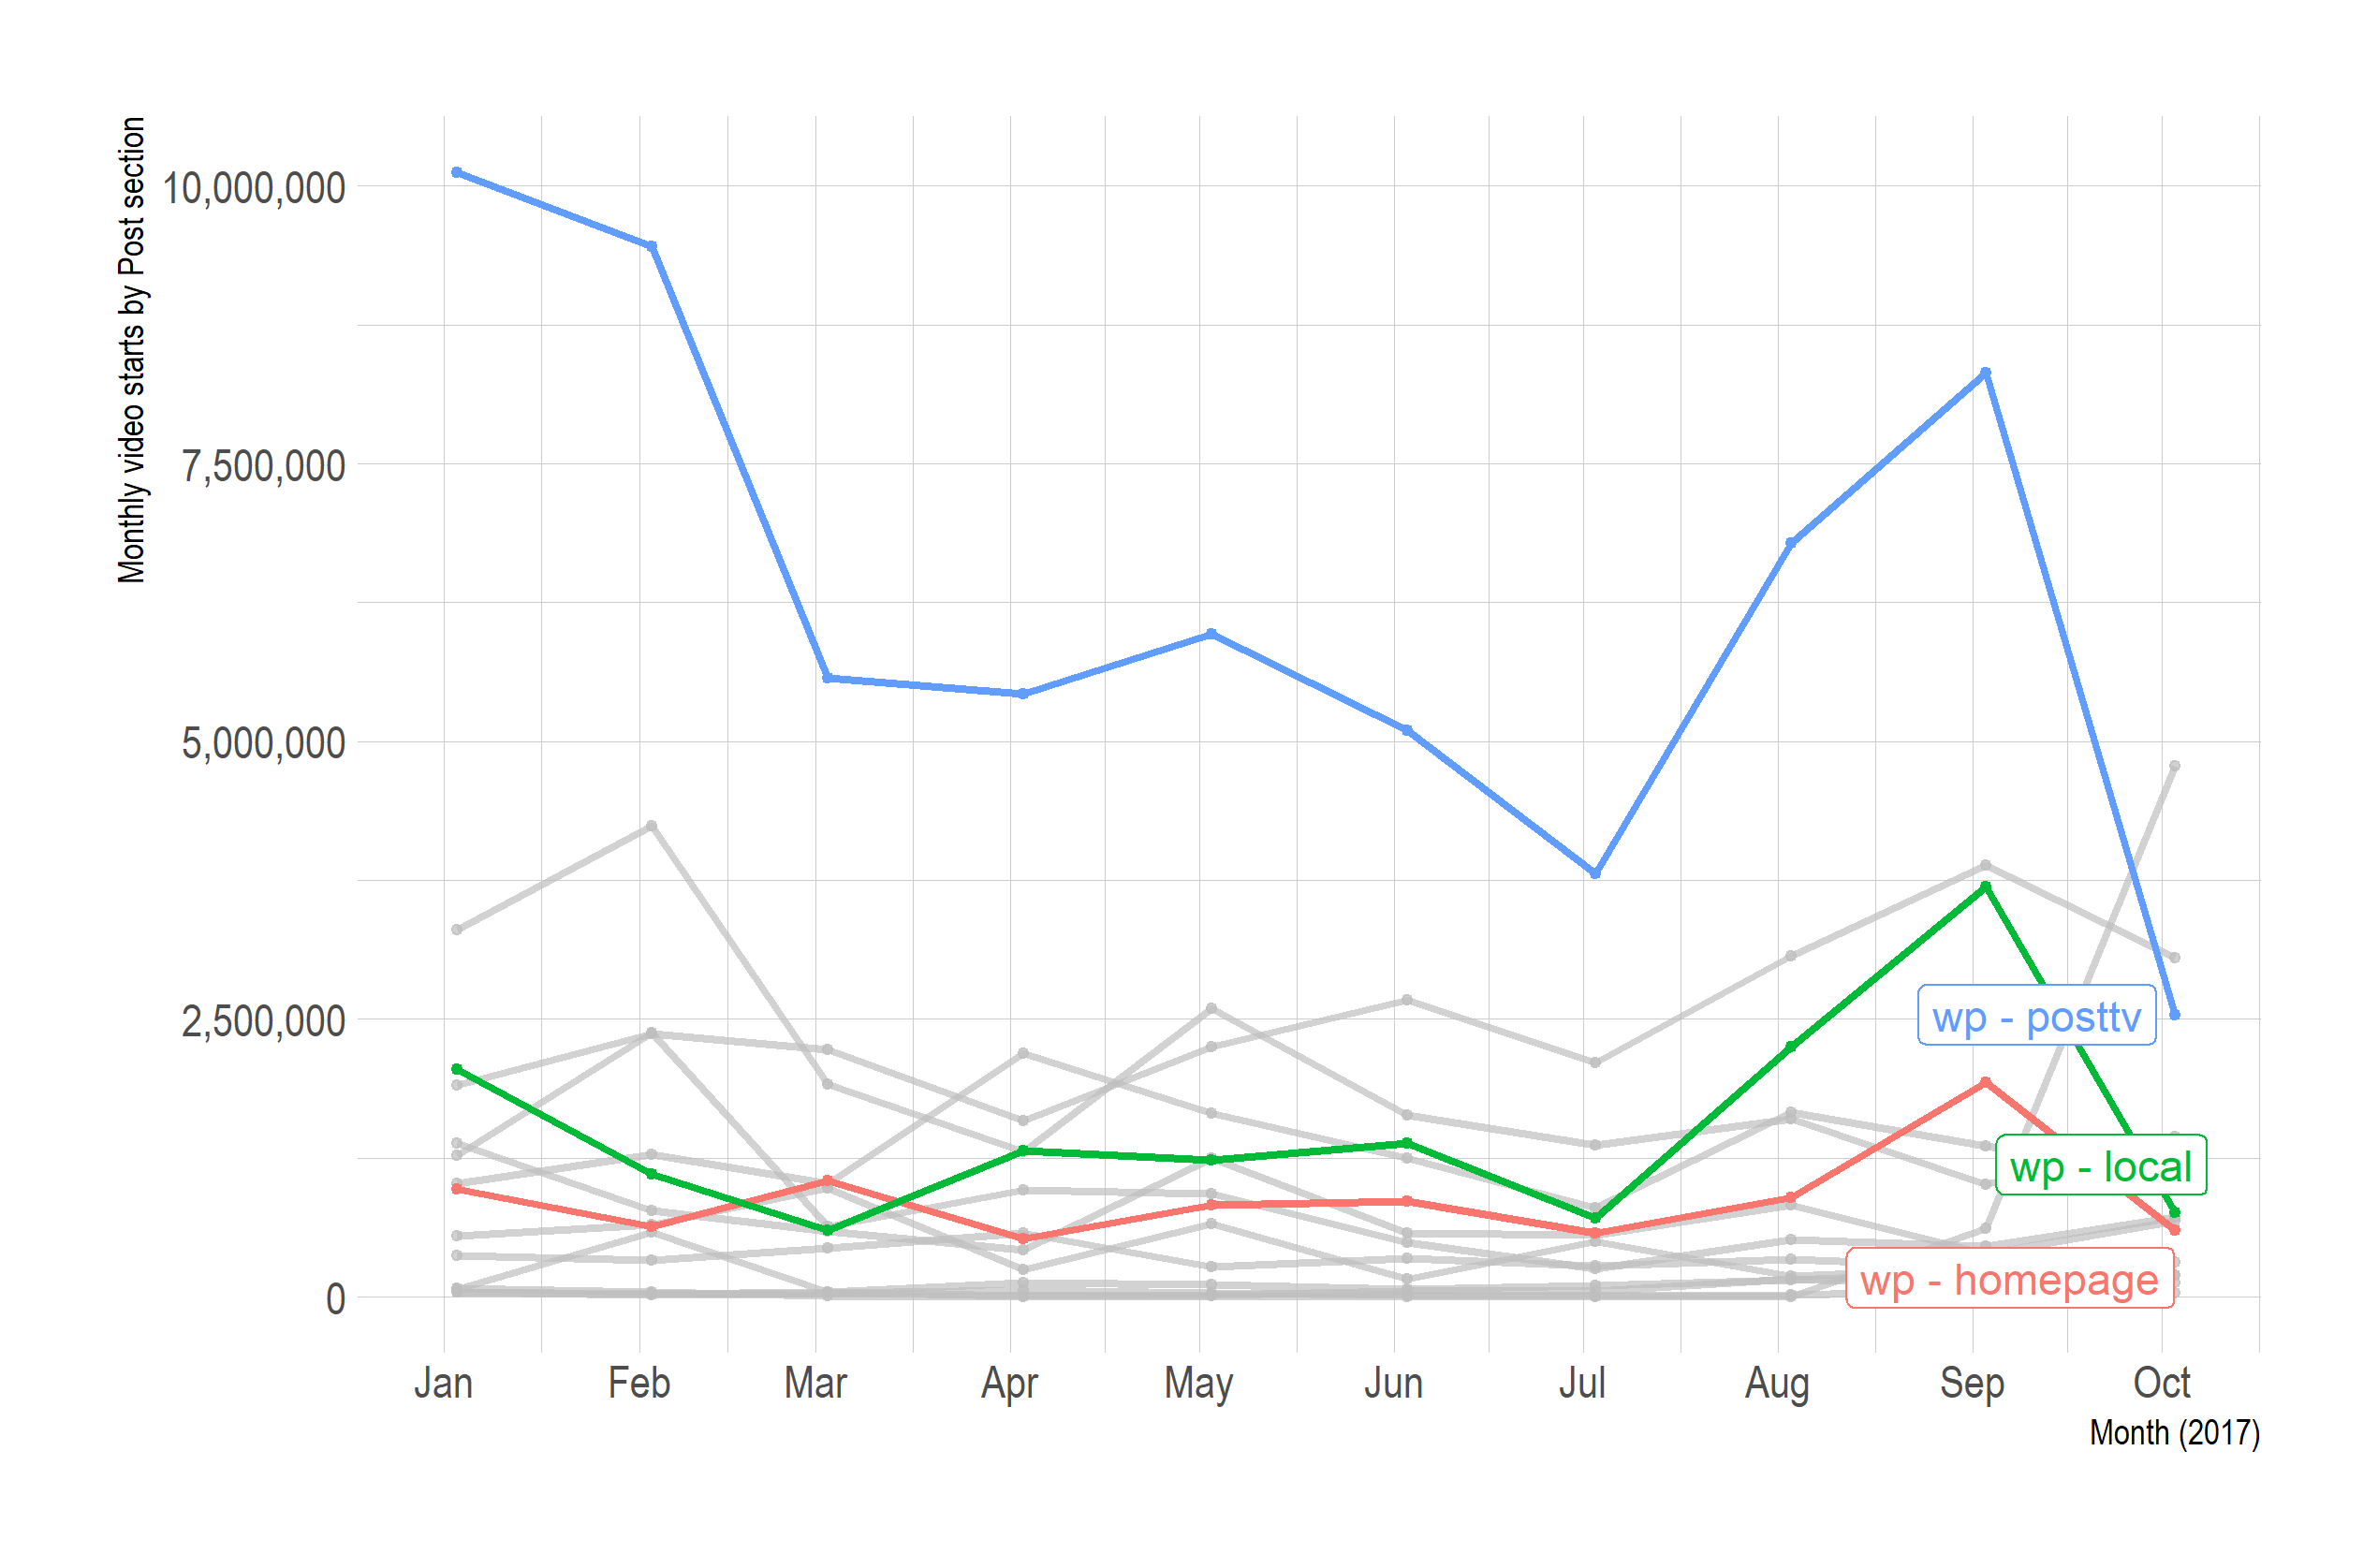 Monthly video starts by Post section
10,000,000
7,500,000
5,000,000
2,500,000
0
wp - posttv
wp - local
wp - homepage
Jan Feb Mar Apr May Jun Jul Aug Sep Oct
Month (2017)